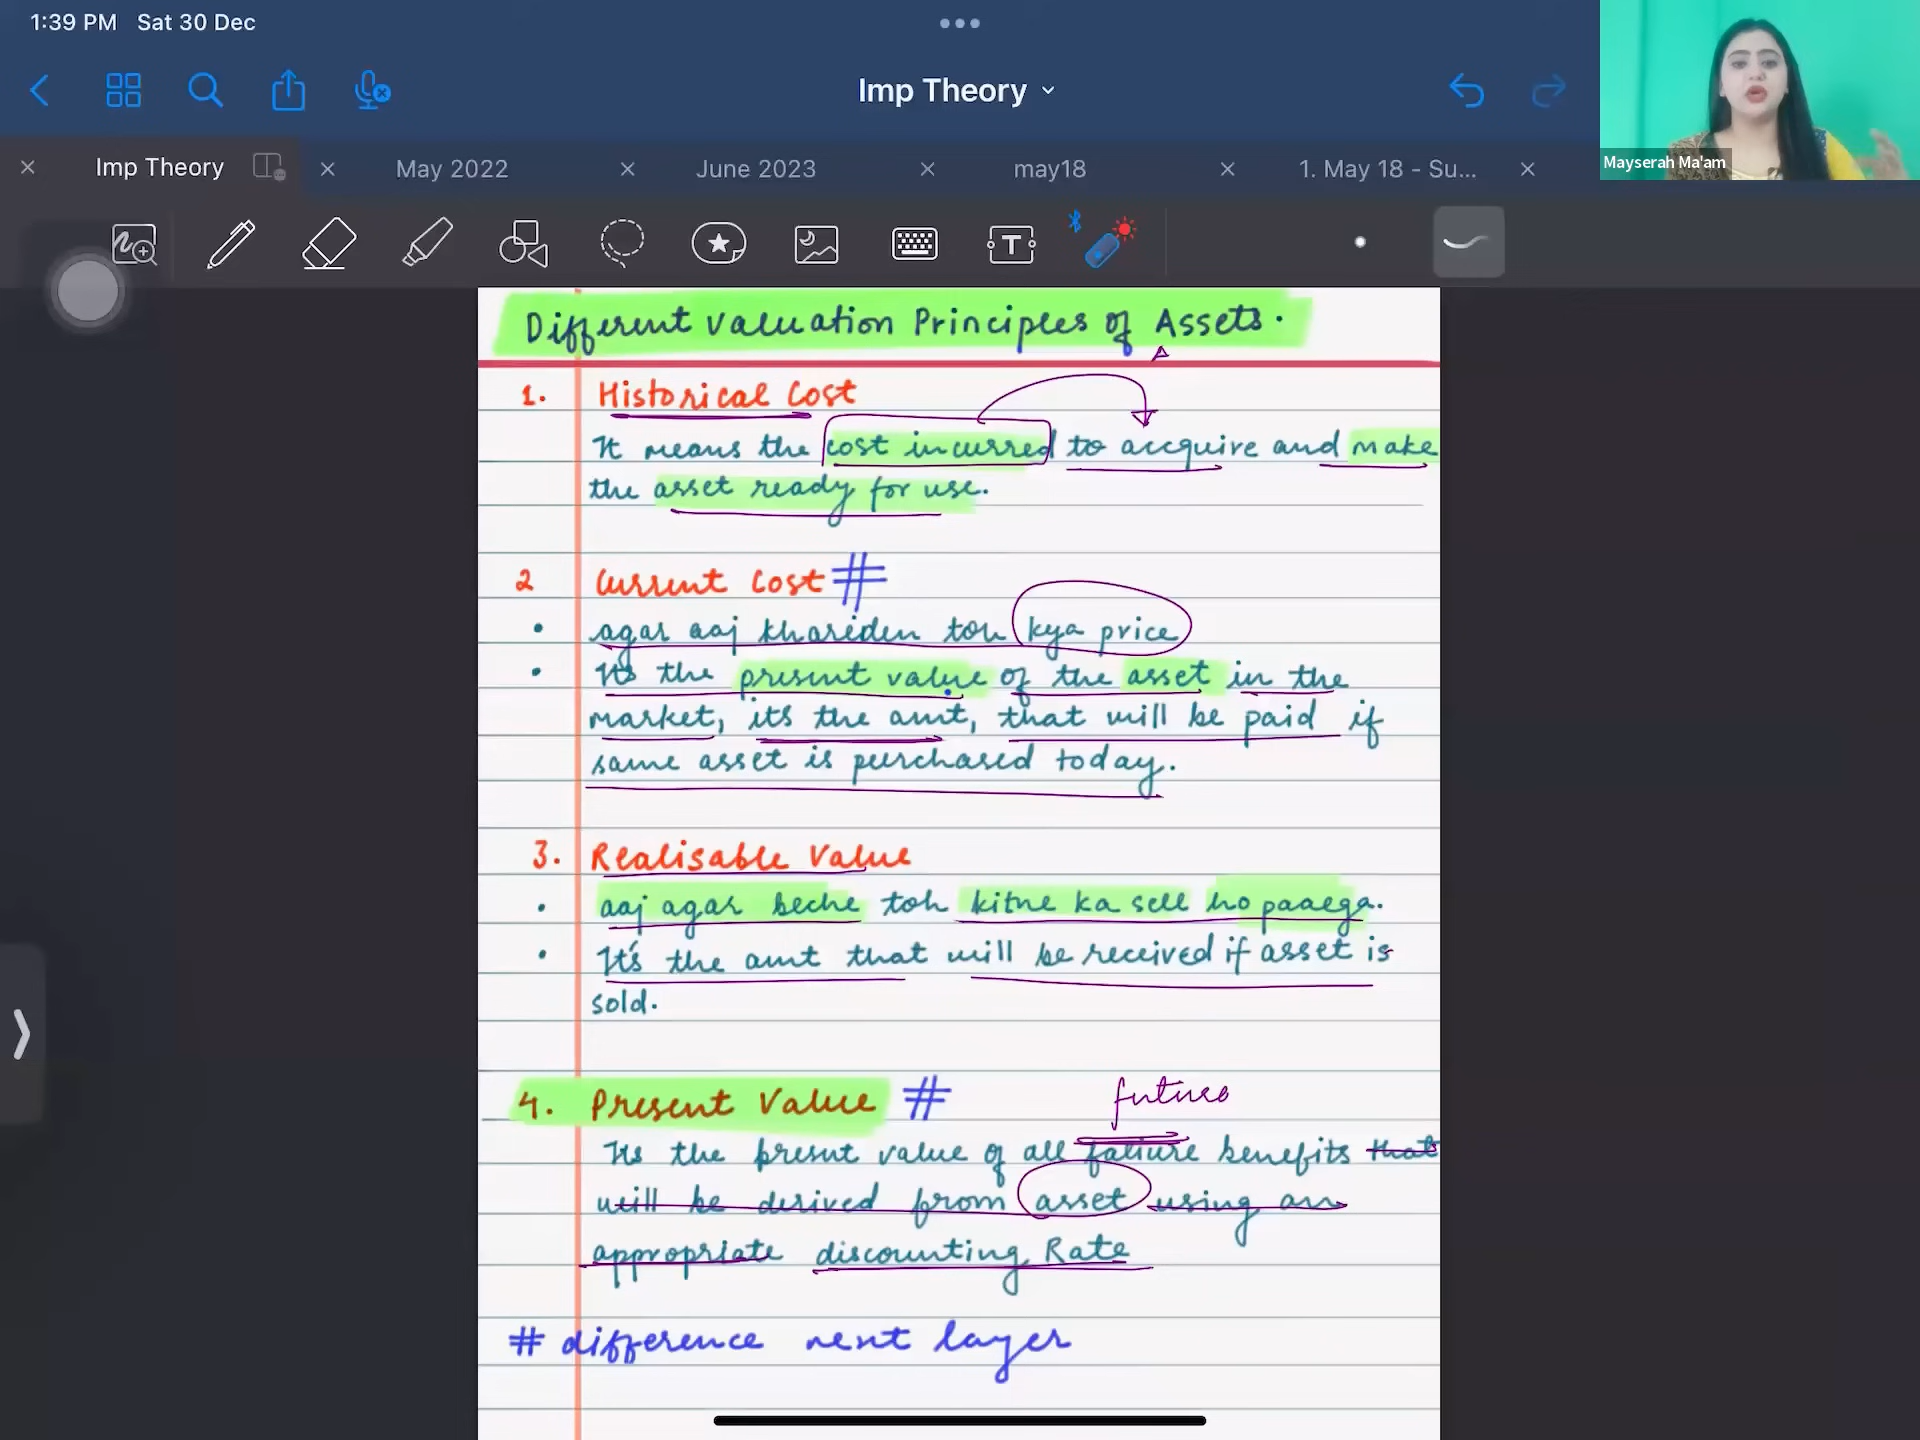 1:39 PM Sat 30 Dec
Imp Theory
Mayserah Ma'am
Imp Theory
May 2022
June 2023
may18
1. May 18 - Su...
Different Valuation Principles of Assets.
1. Historical Cost
It means the cost incurred to accquire and make
the asset ready for use.
2 Current Cost #
• agar aaj khareden toh kya price
• Its the present value of the asset in the
market, its the amt, that will be paid if
same asset is purchased today.
3. Realisable Value
• aaj agar beche toh kitne ka sell ho paaega.
• It's the amt that will be received if asset is
sold.
4. Present Value #
future
Its the present value of all future benefits that
will be derived from asset using an
appropriate discounting Rate
# difference next layer